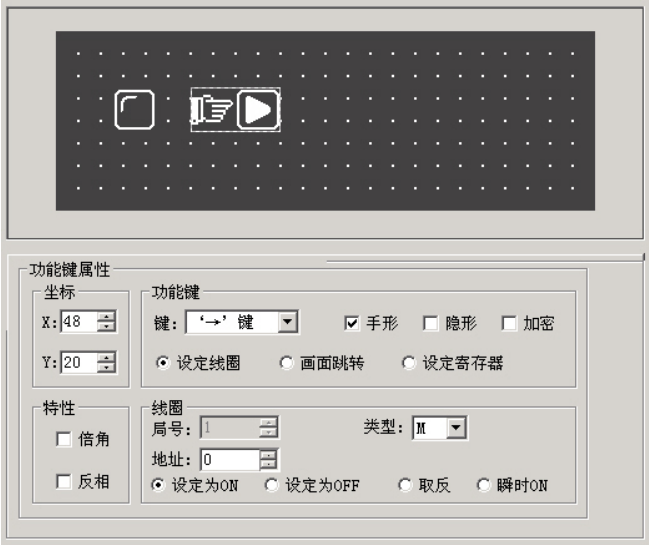 功能键属性
坐标
X: 48
Y: 20
功能键
键: ‘→’键
手形 隐形 加密
设定线圈 画面跳转 设定寄存器
特性
倍角
反相
线圈
局号: 1 类型: M
地址: 0
设定为ON 设定为OFF 取反 瞬时ON